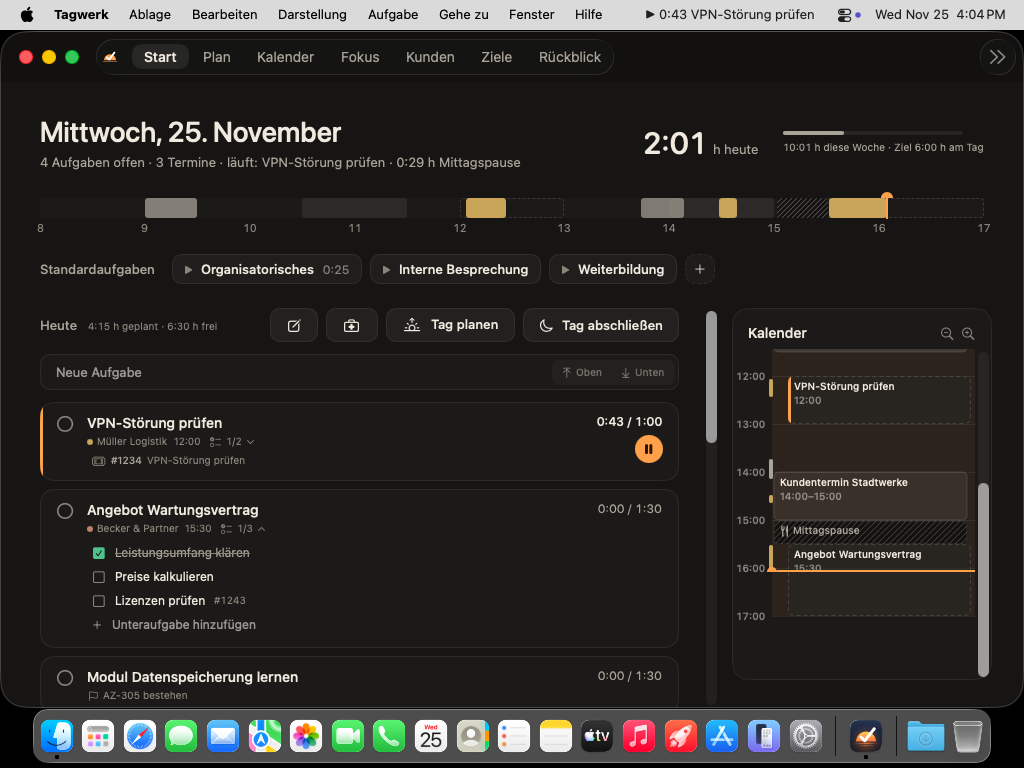 Tagwerk Ablage Bearbeiten Darstellung Aufgabe Gehe zu Fenster Hilfe 0:43 VPN-Störung prüfen Wed Nov 25 4:04 PM
Start Plan Kalender Fokus Kunden Ziele Rückblick
Mittwoch, 25. November
4 Aufgaben offen · 3 Termine · läuft: VPN-Störung prüfen · 0:29 h Mittagspause
2:01 h heute
10:01 h diese Woche · Ziel 6:00 h am Tag
8 9 10 11 12 13 14 15 16 17
Standardaufgaben
Organisatorisches 0:25
Interne Besprechung
Weiterbildung
+
Heute 4:15 h geplant · 6:30 h frei
Tag planen
Tag abschließen
Neue Aufgabe
Oben
Unten
VPN-Störung prüfen 0:43 / 1:00
Müller Logistik 12:00 1/2
#1234 VPN-Störung prüfen
Angebot Wartungsvertrag 0:00 / 1:30
Becker & Partner 15:30 1/3
Leistungsumfang klären
Preise kalkulieren
Lizenzen prüfen #1243
+ Unteraufgabe hinzufügen
Modul Datenspeicherung lernen 0:00 / 1:30
AZ-305 bestehen
Kalender
12:00
VPN-Störung prüfen
12:00
13:00
14:00
Kundentermin Stadtwerke
14:00–15:00
15:00
Mittagspause
Angebot Wartungsvertrag
15:30
16:00
17:00
Wed
25
tv